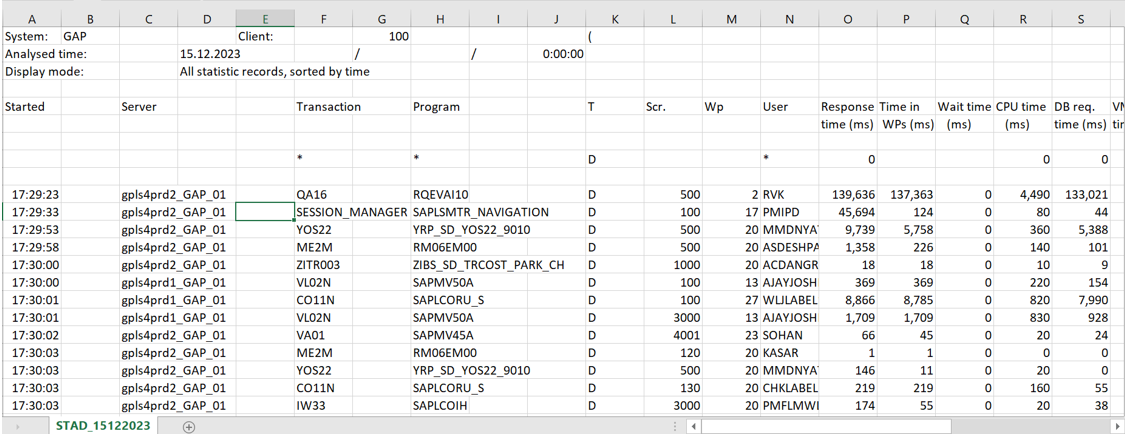 A B C D E F G H I J K L M N O P Q R S
System: GAP Client: 100 (
Analysed time: 15.12.2023 / / 0:00:00
Display mode: All statistic records, sorted by time
Started Server Transaction Program T Scr. Wp User Response Time in Wait time CPU time DB req. VM
time (ms) WPs (ms) (ms) (ms) time (ms) tir
* * D * 0 0 0
17:29:23 gpls4prd2_GAP_01 QA16 RQEVAI10 D 500 2 RVK 139,636 137,363 0 4,490 133,021
17:29:33 gpls4prd2_GAP_01 SESSION_MANAGER SAPLSMTR_NAVIGATION D 100 17 PMIPD 45,694 124 0 80 44
17:29:53 gpls4prd2_GAP_01 YOS22 YRP_SD_YOS22_9010 D 500 20 MMDNYA 9,739 5,758 0 360 5,388
17:29:58 gpls4prd2_GAP_01 ME2M RM06EM00 D 500 20 ASDESHPA 1,358 226 0 140 101
17:30:00 gpls4prd2_GAP_01 ZITR003 ZIBS_SD_TRCOST_PARK_CH D 1000 20 ACDANGR 18 18 0 10 9
17:30:00 gpls4prd1_GAP_01 VL02N SAPMV50A D 100 13 AJAYJOSH 369 369 0 220 154
17:30:01 gpls4prd1_GAP_01 CO11N SAPLCORU_S D 100 27 WLJLABEL 8,866 8,785 0 820 7,990
17:30:01 gpls4prd1_GAP_01 VL02N SAPMV50A D 3000 13 AJAYJOSH 1,709 1,709 0 830 928
17:30:02 gpls4prd2_GAP_01 VA01 SAPMV45A D 4001 23 SOHAN 66 45 0 20 24
17:30:03 gpls4prd2_GAP_01 ME2M RM06EM00 D 120 20 KASAR 1 1 0 0 0
17:30:03 gpls4prd2_GAP_01 YOS22 YRP_SD_YOS22_9010 D 500 20 MMDNYA 146 11 0 20 0
17:30:03 gpls4prd2_GAP_01 CO11N SAPLCORU_S D 130 20 CHKLABEL 219 219 0 160 55
17:30:03 gpls4prd2_GAP_01 IW33 SAPLCOIH D 3000 20 PMFLMWI 174 55 0 20 38
STAD_15122023